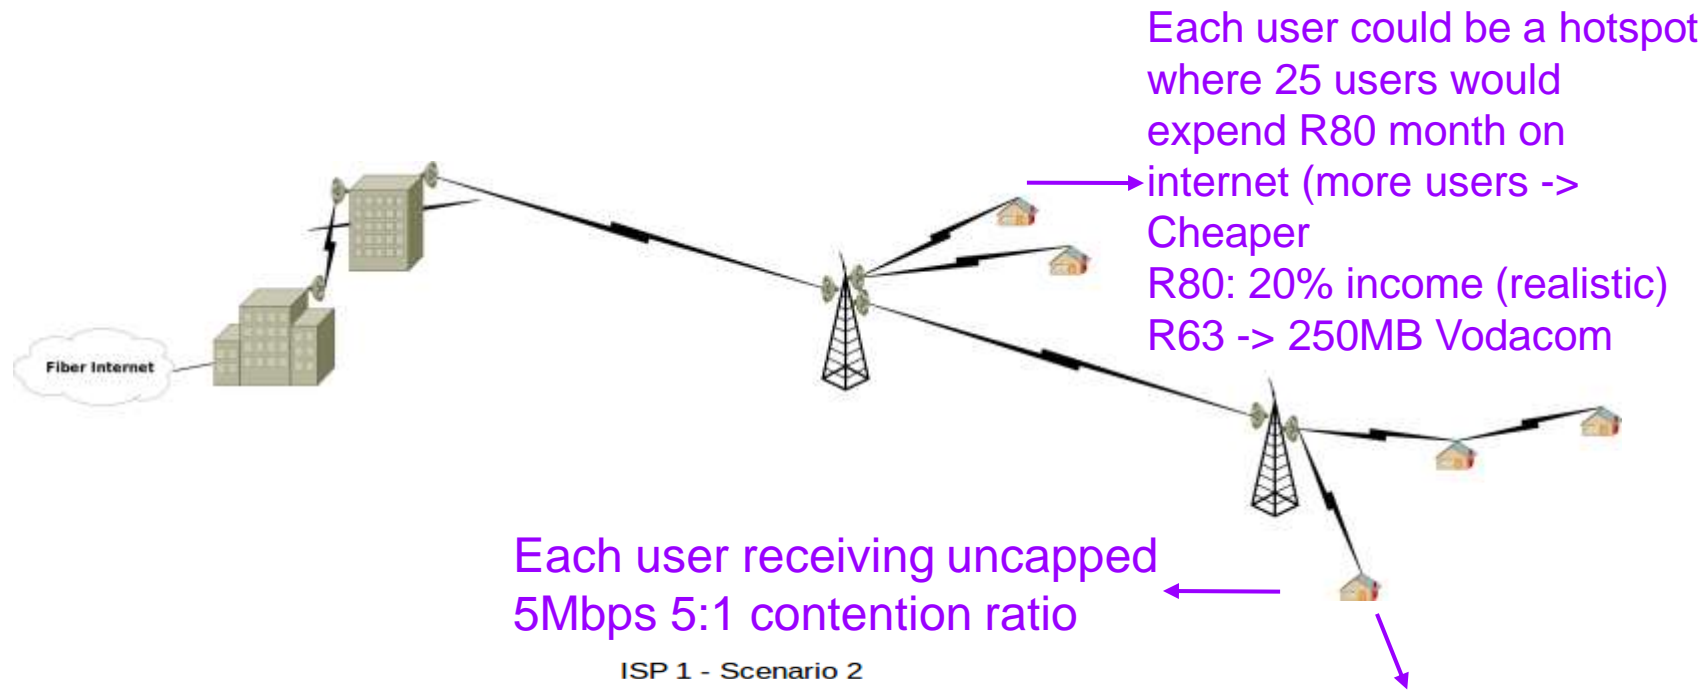 Each user could be a hotspot
where 25 users would
expend R80 month on
internet (more users ->
Cheaper
R80: 20% income (realistic)
R63 -> 250MB Vodacom
Fiber Internet
Each user receiving uncapped
5Mbps 5:1 contention ratio
ISP 1 - Scenario 2